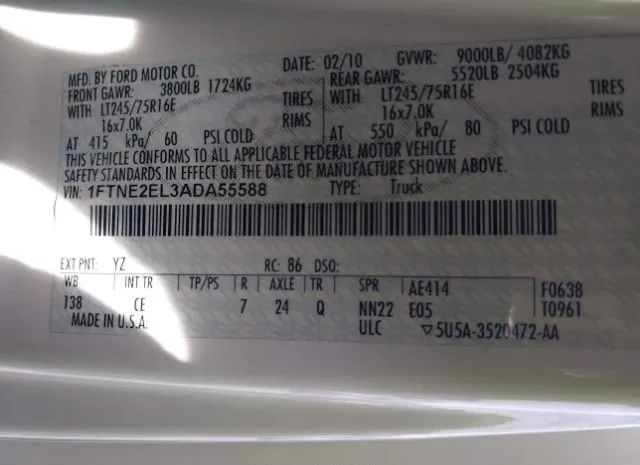 MFD. BY FORD MOTOR CO. DATE: 02/10 GVWR: 9000LB/ 4082KG
FRONT GAWR: 3800LB 1724KG REAR GAWR: 5520LB 2504KG
WITH LT245/75R16E TIRES WITH LT245/75R16E TIRES
16x7.0K RIMS 16x7.0K RIMS
AT 415 kPa/ 60 PSI COLD AT 550 kPa/ 80 PSI COLD
THIS VEHICLE CONFORMS TO ALL APPLICABLE FEDERAL MOTOR VEHICLE
SAFETY STANDARDS IN EFFECT ON THE DATE OF MANUFACTURE SHOWN ABOVE.
VIN: 1FTNE2EL3ADA55588 TYPE: Truck
EXT PNT: YZ RC: 86 DSO:
WB INT TR TP/PS R AXLE TR SPR AE414 F0638
138 CE 7 24 Q NN22 E05 T0961
MADE IN U.S.A. ULC ▽5U5A-3520472-AA